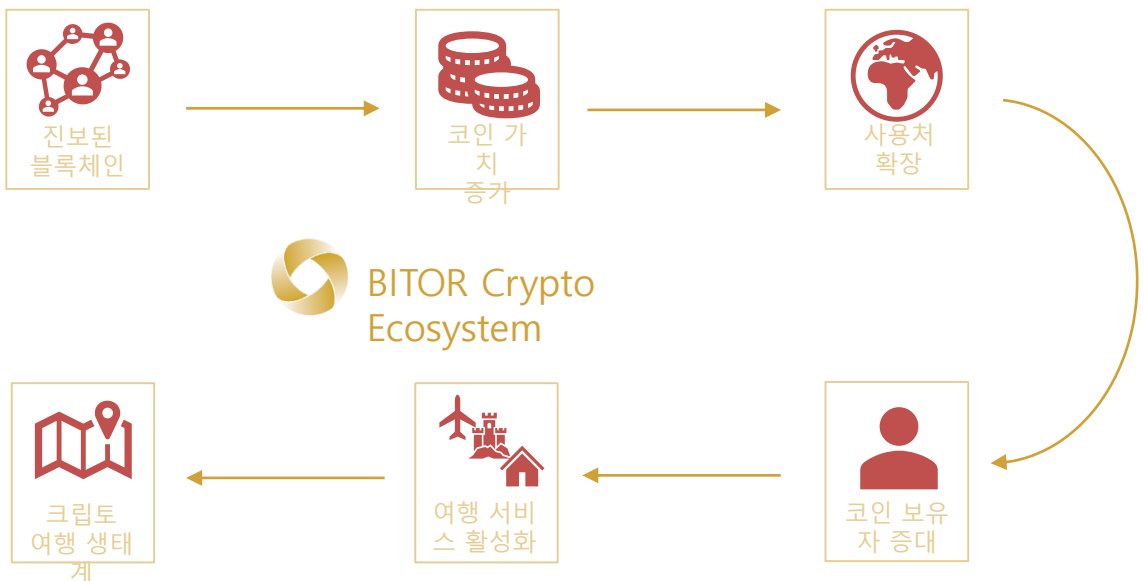 진보된
블록체인
코인 가
치
증가
사용처
확장
BITOR Crypto
Ecosystem
크립토
여행 생태
계
여행 서비
스 활성화
코인 보유
자 증대